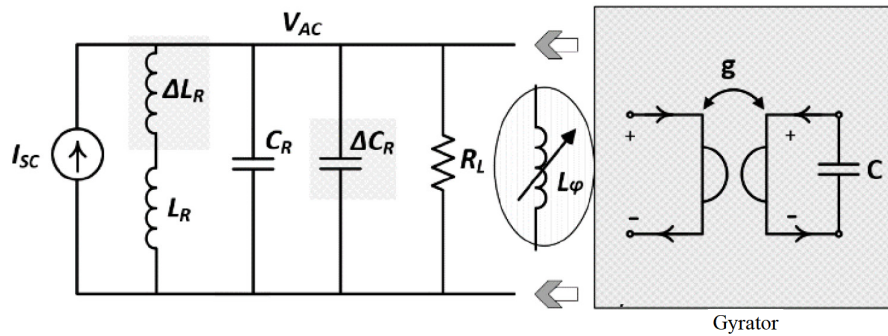 V_AC
g
ΔL_R
+
+
I_SC
C_R
ΔC_R
R_L
L_φ
C
L_R
-
-
Gyrator